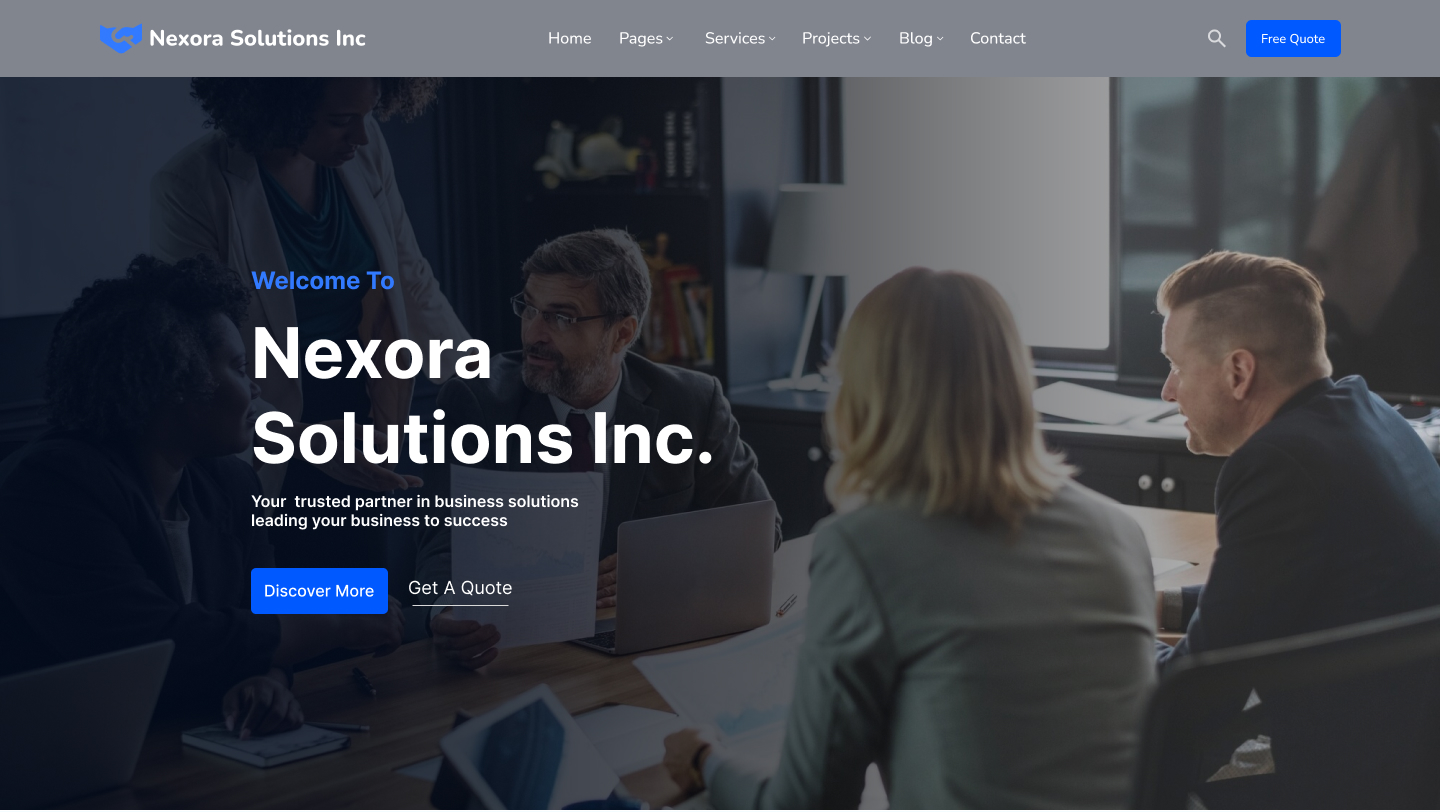 Nexora Solutions Inc
Home Pages Services Projects Blog Contact
Free Quote
Welcome To
Nexora
Solutions Inc.
Your  trusted partner in business solutions
leading your business to success
Discover More Get A Quote